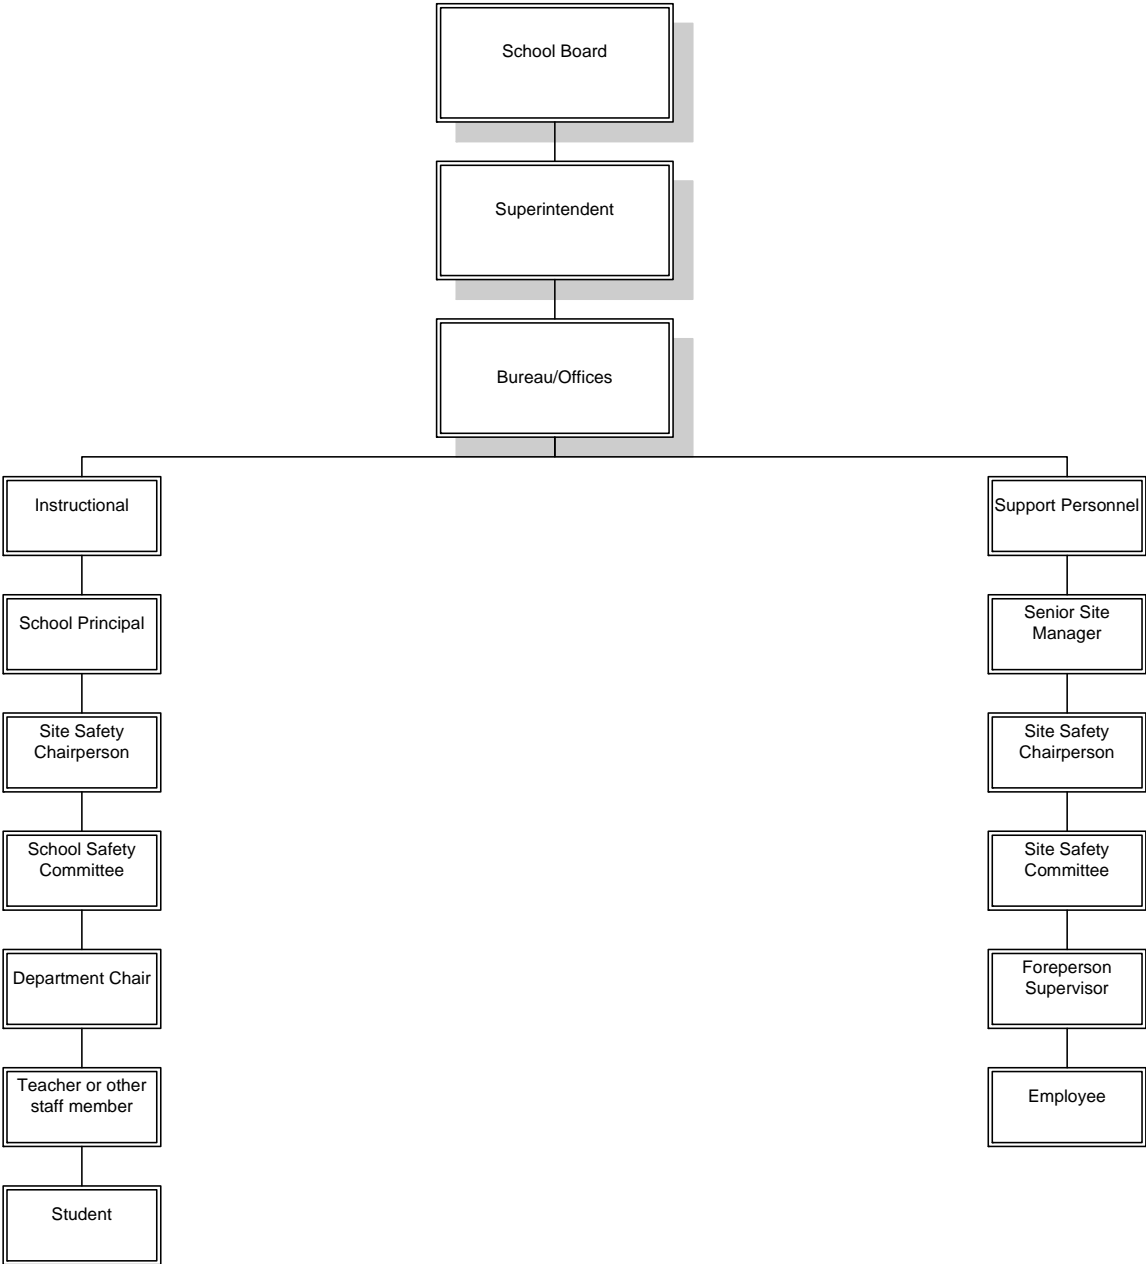 School Board
Superintendent
Bureau/Offices
Instructional
School Principal
Site Safety
Chairperson
School Safety
Committee
Department Chair
Teacher or other
staff member
Student
Support Personnel
Senior Site
Manager
Site Safety
Chairperson
Site Safety
Committee
Foreperson
Supervisor
Employee